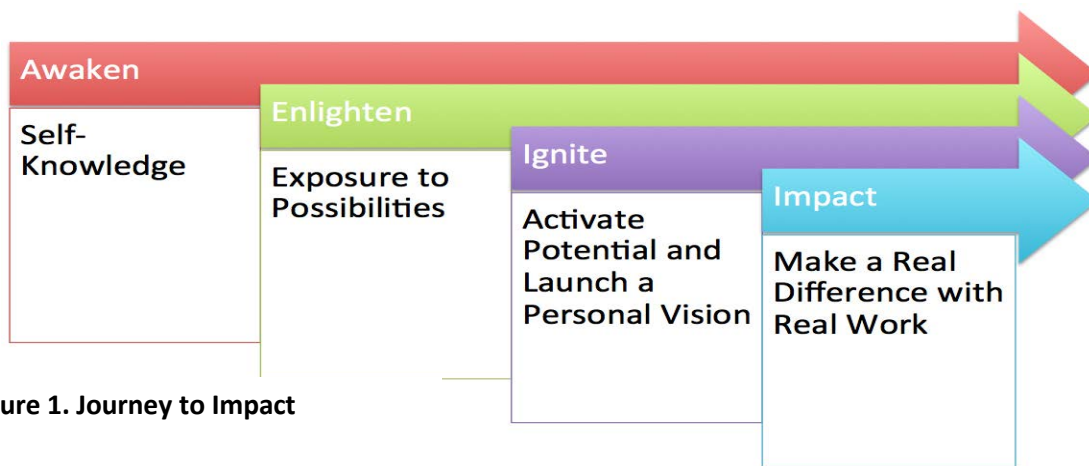 Awaken
Self-
Knowledge
Enlighten
Exposure to
Possibilities
Ignite
Activate
Potential and
Launch a
Personal Vision
Impact
Make a Real
Difference with
Real Work
ure 1. Journey to Impact